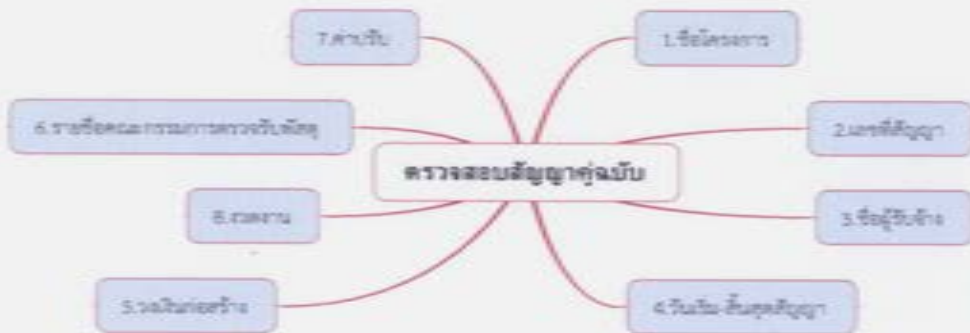 7.ค่าปรับ
1.ชื่อโครงการ
6.รายชื่อคณะกรรมการตรวจรับพัสดุ
2.เลขที่สัญญา
ตรวจสอบสัญญาคู่ฉบับ
8.งวดงาน
3.ชื่อผู้รับจ้าง
5.วงเงินก่อสร้าง
4.วันเริ่ม-สิ้นสุดสัญญา